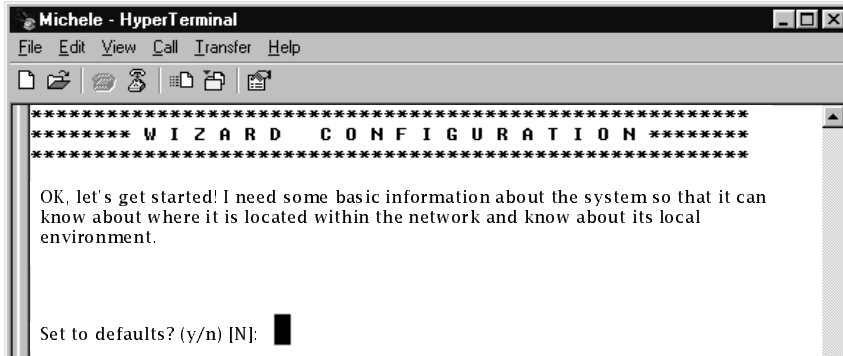 Michele - HyperTerminal
File Edit View Call Transfer Help
*********************************************************
******** W I Z A R D   C O N F I G U R A T I O N ********
*********************************************************
OK, let's get started! I need some basic information about the system so that it can
know about where it is located within the network and know about its local
environment.
Set to defaults? (y/n) [N]: